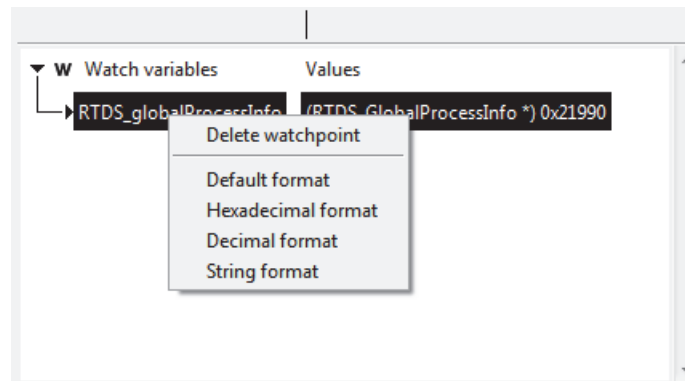 W Watch variables Values
RTDS_globalProcessInfo (RTDS_GlobalProcessInfo *) 0x21990
Delete watchpoint
Default format
Hexadecimal format
Decimal format
String format